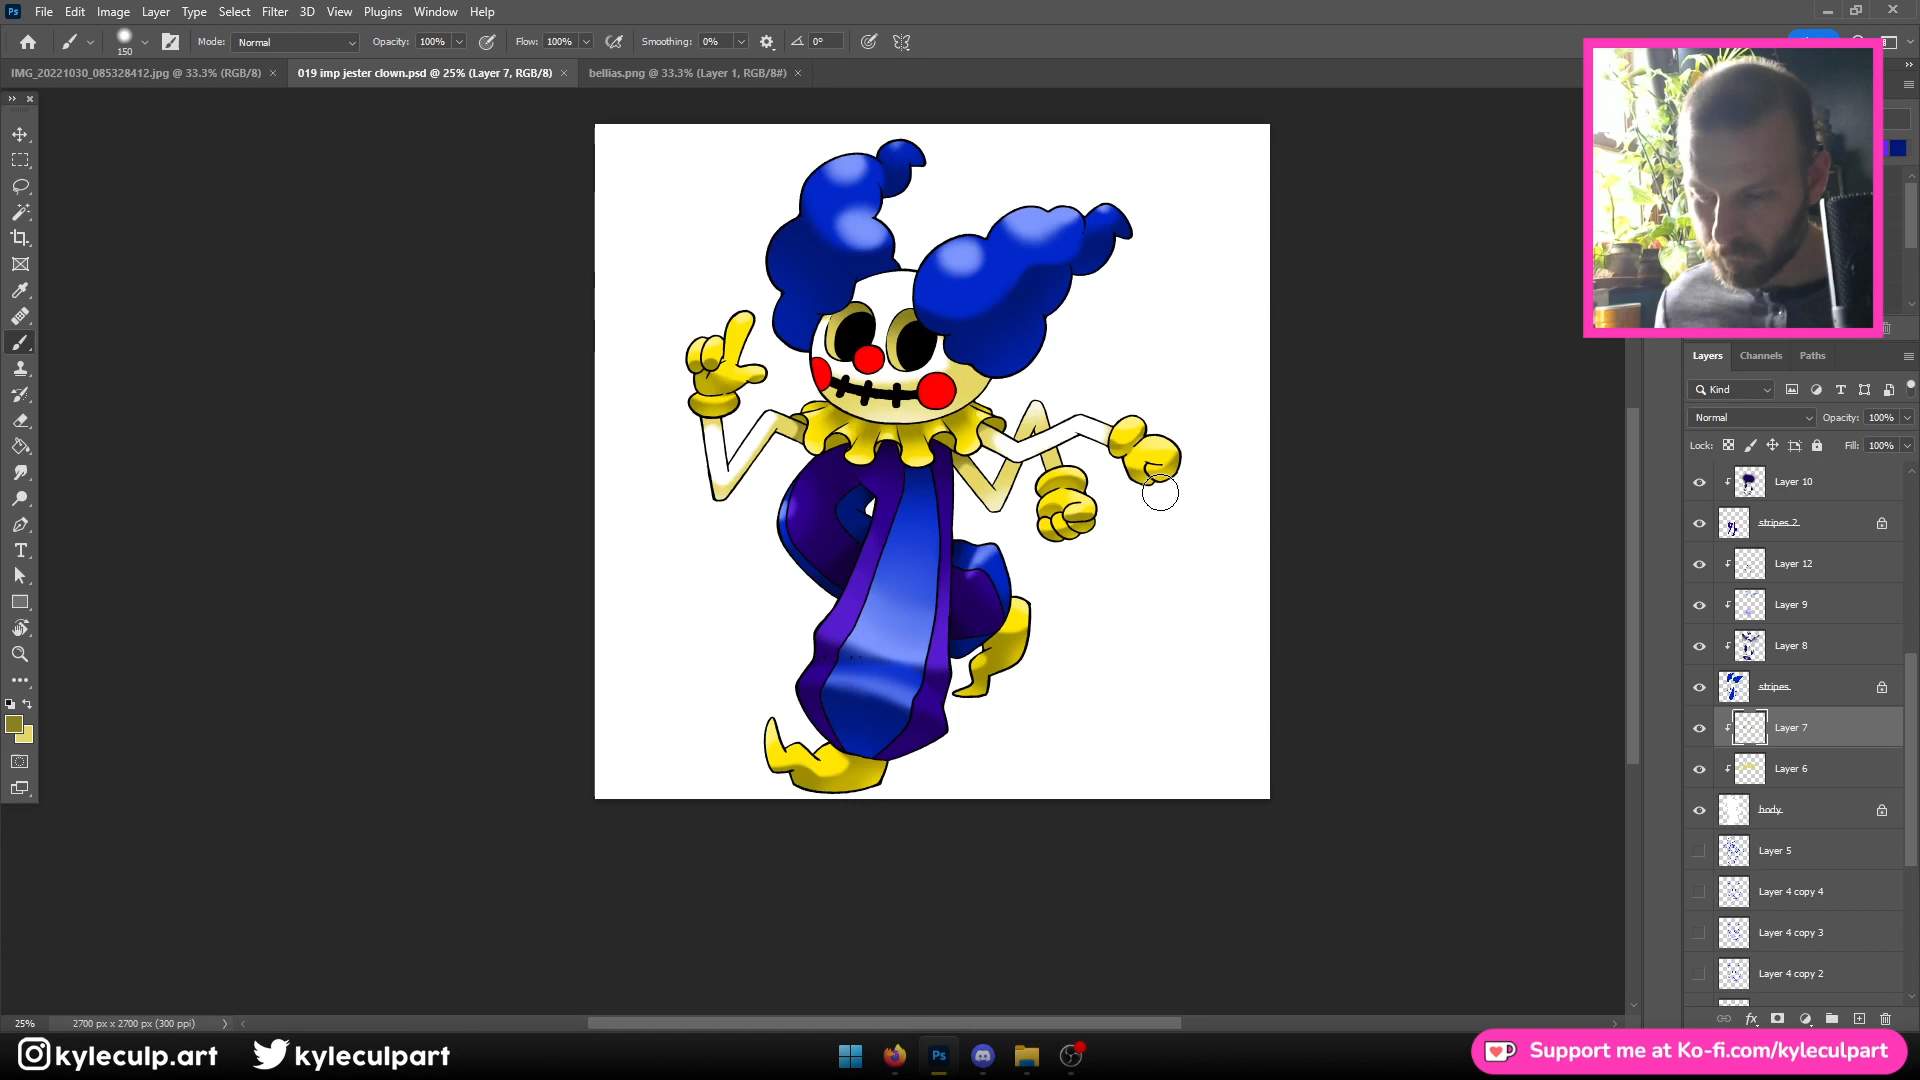 Ps File Edit Image Layer Type Select Filter 3D View Plugins Window Help
150 Mode: Normal Opacity: 100% Flow: 100% Smoothing: 0% 0°
IMG_20221030_085328412.jpg @ 33.3% (RGB/8) × 019 imp jester clown.psd @ 25% (Layer 7, RGB/8) × bellias.png @ 33.3% (Layer 1, RGB/8#) ×
Layers Channels Paths
Kind
Normal Opacity: 100%
Lock: Fill: 100%
Layer 10
stripes 2
Layer 12
Layer 9
Layer 8
stripes
Layer 7
Layer 6
body
Layer 5
Layer 4 copy 4
Layer 4 copy 3
Layer 4 copy 2
25% 2700 px x 2700 px (300 ppi)
fx
kyleculp.art kyleculpart
Ps
Support me at Ko-fi.com/kyleculpart